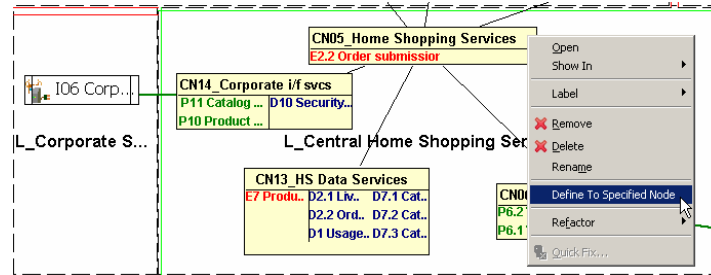 CN05_Home Shopping Services
E2.2 Order submissior
I06 Corp...
CN14_Corporate i/f svcs
P11 Catalog ... D10 Security...
P10 Product ...
L_Corporate S...
L_Central Home Shopping Ser
CN13_HS Data Services
E7 Produ.. D2.1 Liv.. D7.1 Cat..
D2.2 Ord.. D7.2 Cat..
D1 Usage.. D7.3 Cat..
CN0
P6.2
P6.1
Open
Show In
Label
Remove
Delete
Rename
Define To Specified Node
Refactor
Quick Fix...